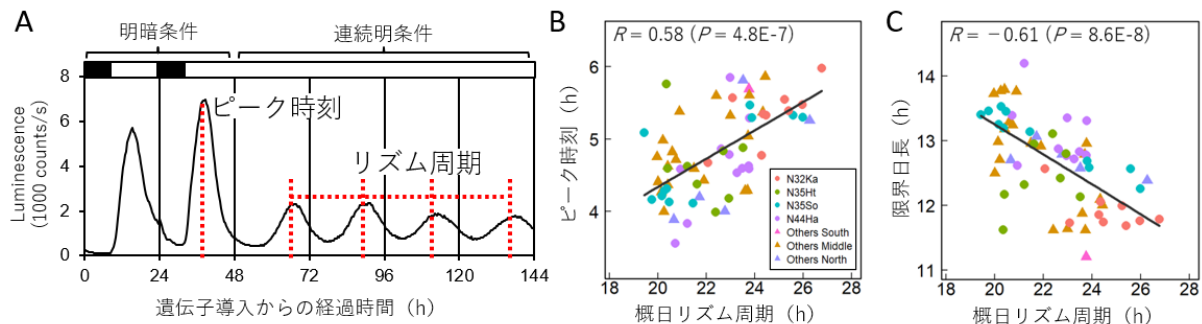 A
明暗条件
連続明条件
8
6
4
2
0
Luminescence
(1000 counts/s)
ピーク時刻
リズム周期
0 24 48 72 96 120 144
遺伝子導入からの経過時間（h）
B
R = 0.58 (P = 4.8E-7)
6
5
4
ピーク時刻（h）
N32Ka
N35Ht
N35So
N44Ha
Others South
Others Middle
Others North
18 20 22 24 26 28
概日リズム周期（h）
C
R = −0.61 (P = 8.6E-8)
14
13
12
11
限界日長（h）
18 20 22 24 26 28
概日リズム周期（h）